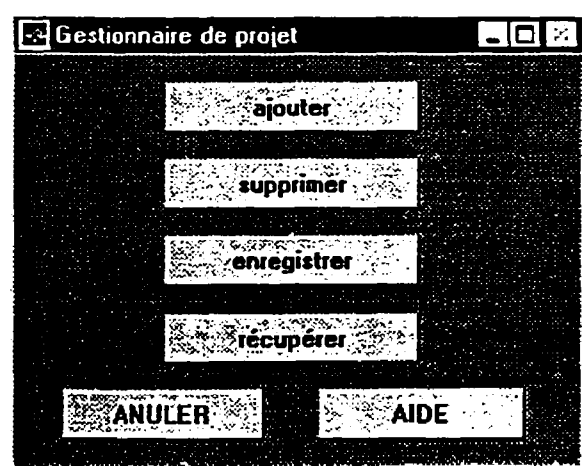 Gestionnaire de projet
ajouter
supprimer
enregistrer
récupérer
ANULER AIDE